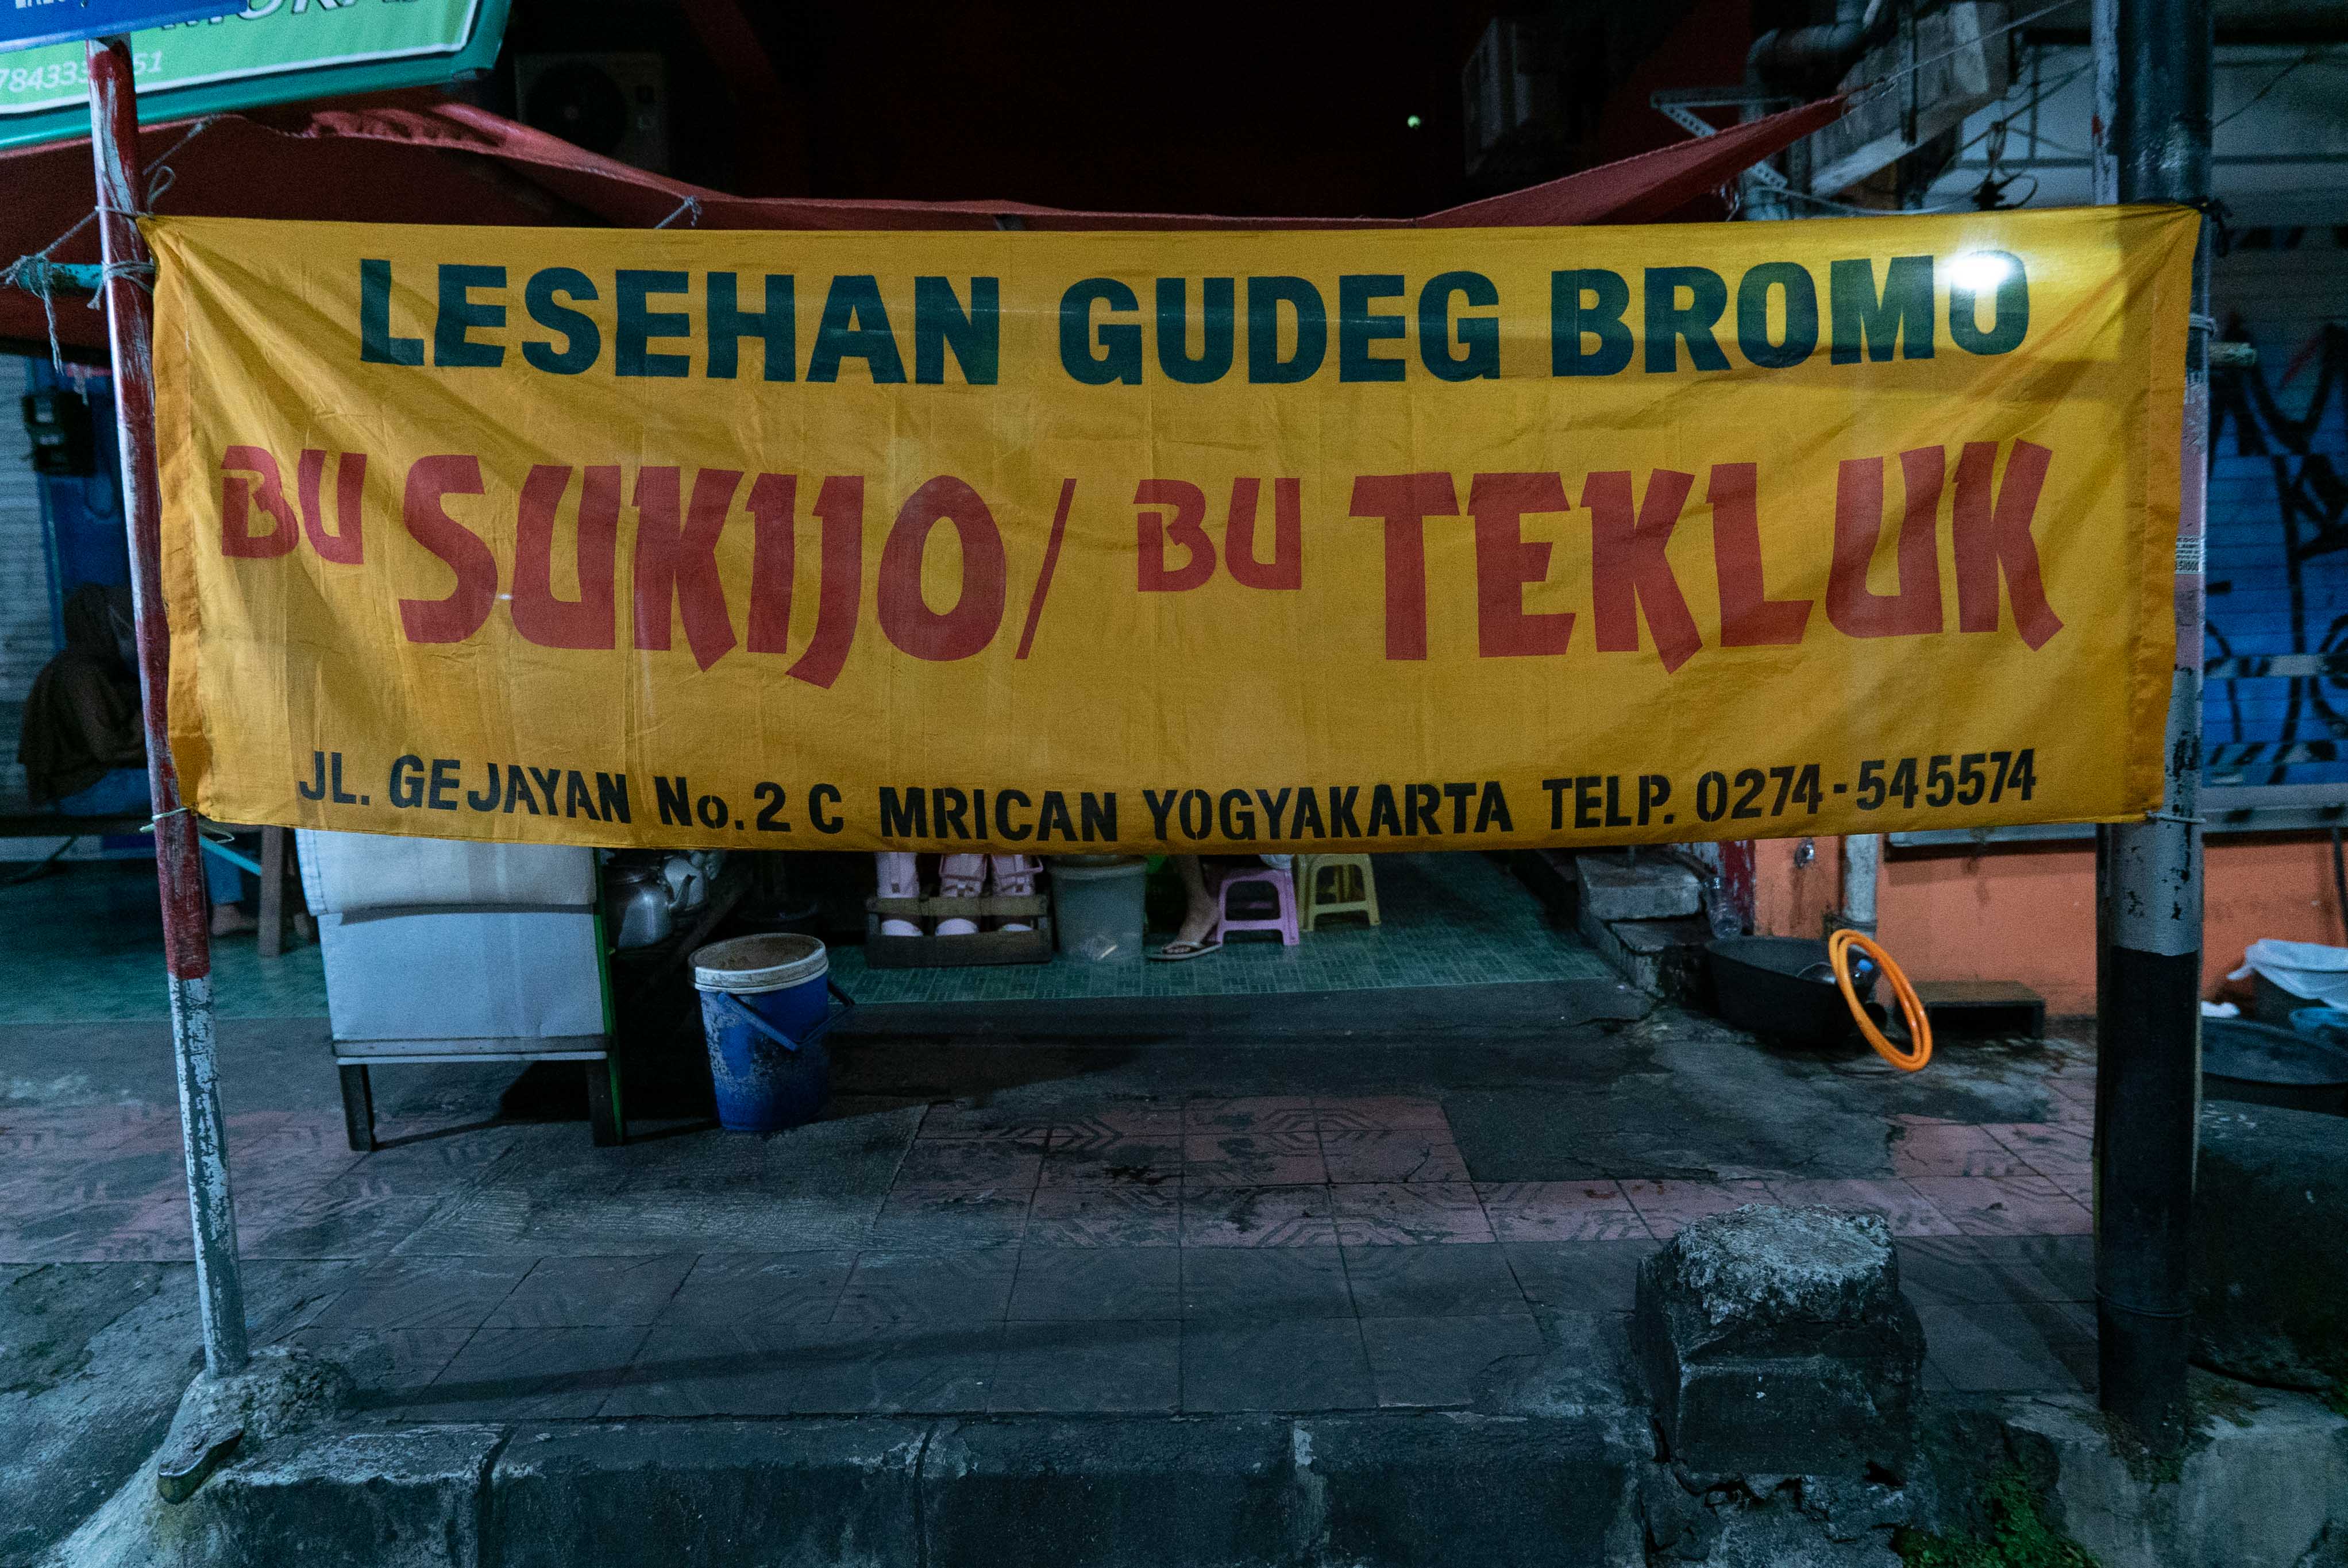 LESEHAN GUDEG BROMO
BU SUKIJO / BU TEKLUK
JL. GEJAYAN No. 2 C MRICAN YOGYAKARTA TELP. 0274-545574